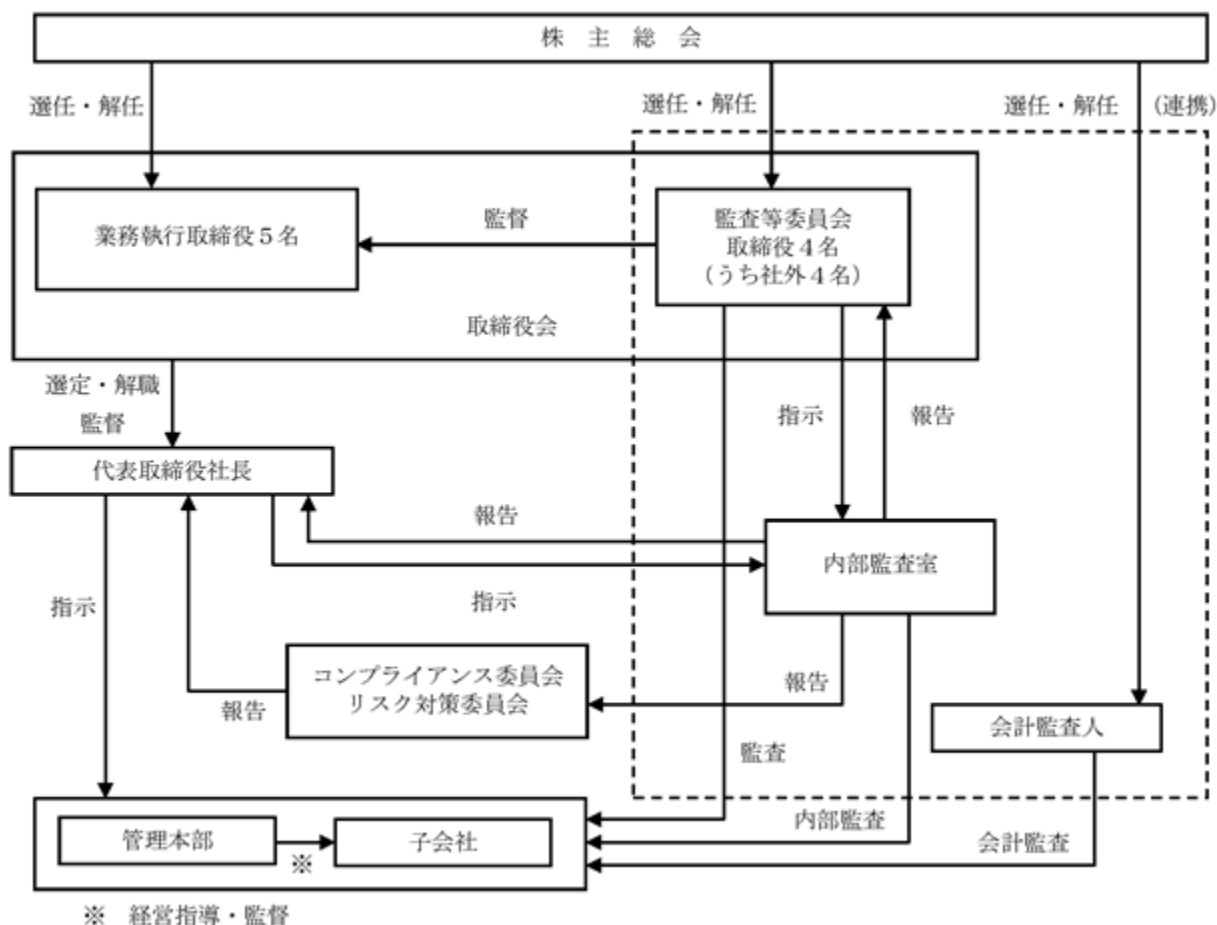 株 主 総 会
選任・解任
選任・解任
選任・解任
(連携)
業務執行取締役５名
監督
監査等委員会
取締役４名
（うち社外４名）
取締役会
選定・解職
監督
指示
報告
代表取締役社長
報告
内部監査室
指示
指示
コンプライアンス委員会
リスク対策委員会
報告
報告
会計監査人
監査
内部監査
会計監査
管理本部
子会社
※
※ 経営指導・監督